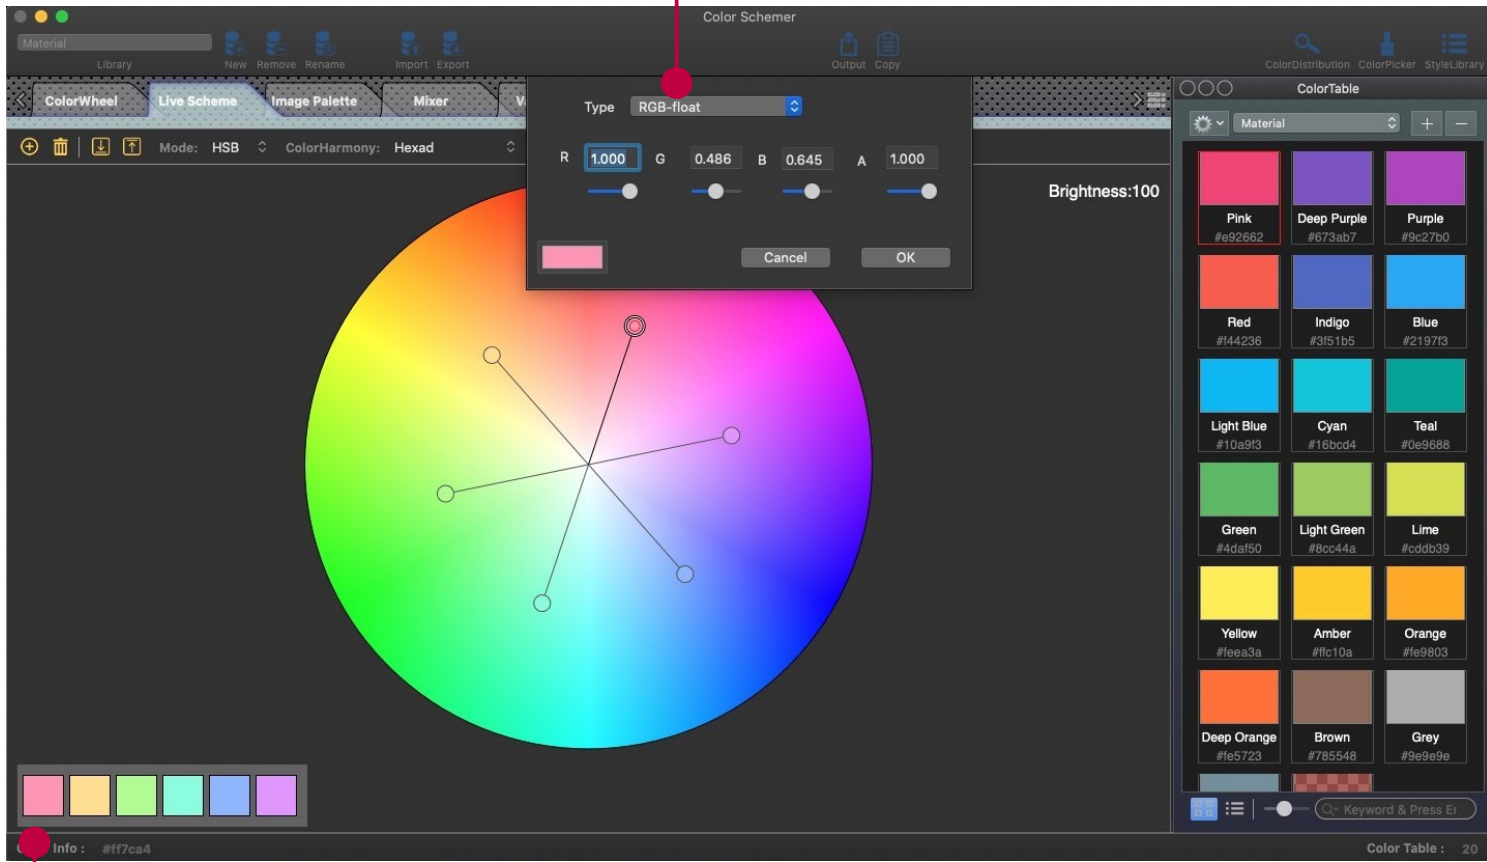 Color Schemer
Material
Library
New Remove Rename
Import Export
Output Copy
ColorDistribution ColorPicker StyleLibrary
ColorWheel
Live Scheme
Image Palette
Mixer
Mode: HSB
ColorHarmony: Hexad
Type RGB-float
R 1.000 G 0.486 B 0.645 A 1.000
Cancel OK
Brightness:100
ColorTable
Material
Pink Deep Purple Purple
#e92662 #673ab7 #9c27b0
Red Indigo Blue
#f44236 #3f51b5 #2197f3
Light Blue Cyan Teal
#10a9f3 #16bcd4 #0e9688
Green Light Green Lime
#4daf50 #8cc44a #cddb39
Yellow Amber Orange
#feea3a #ffc10a #fe9803
Deep Orange Brown Grey
#fe5723 #785548 #9e9e9e
Keyword & Press Er
Info : #ff7ca4
Color Table : 20